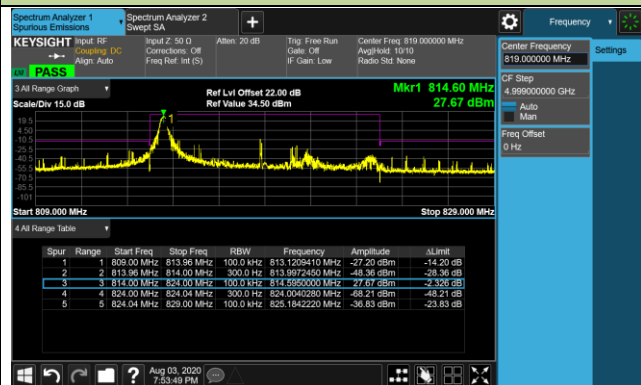 Spectrum Analyzer 1
Spurious Emissions
Spectrum Analyzer 2
Swept SA
Frequency
KEYSIGHT
Input: RF
Coupling: DC
Align: Auto
Input Z: 50 Ω
Corrections: Off
Freq Ref: Int (S)
Atten: 20 dB
Trig: Free Run
Gate: Off
IF Gain: Low
Center Freq: 819.000000 MHz
Avg|Hold: 10/10
Radio Std: None
PASS
Center Frequency
819.000000 MHz
Settings
CF Step
4.999000000 GHz
Auto
Man
Freq Offset
0 Hz
3 All Range Graph
Scale/Div 15.0 dB
Ref Lvl Offset 22.00 dB
Ref Value 34.50 dBm
Mkr1 814.60 MHz
27.67 dBm
1
19.5
4.50
-10.5
-25.5
-40.5
-55.5
-70.5
-85.5
-101
Start 809.000 MHz
Stop 829.000 MHz
4 All Range Table
Spur Range Start Freq Stop Freq RBW Frequency Amplitude ΔLimit
1 1 809.00 MHz 813.96 MHz 100.0 kHz 813.1209410 MHz -27.20 dBm -14.20 dB
2 2 813.96 MHz 814.00 MHz 300.0 Hz 813.9972450 MHz -48.36 dBm -28.36 dB
3 3 814.00 MHz 824.00 MHz 100.0 kHz 814.5950000 MHz 27.67 dBm -2.326 dB
4 4 824.00 MHz 824.04 MHz 300.0 Hz 824.0040280 MHz -68.21 dBm -48.21 dB
5 5 824.04 MHz 829.00 MHz 100.0 kHz 825.1842220 MHz -36.83 dBm -23.83 dB
Aug 03, 2020
7:53:49 PM